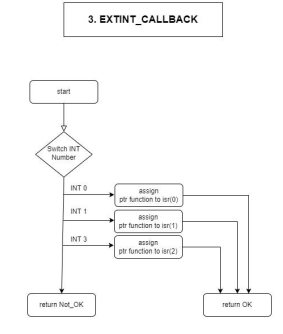 3. EXTINT_CALLBACK
start
Switch INT
Number
INT 0
assign
ptr function to isr(0)
INT 1
assign
ptr function to isr(1)
INT 3
assign
ptr function to isr(2)
return Not_OK
return OK